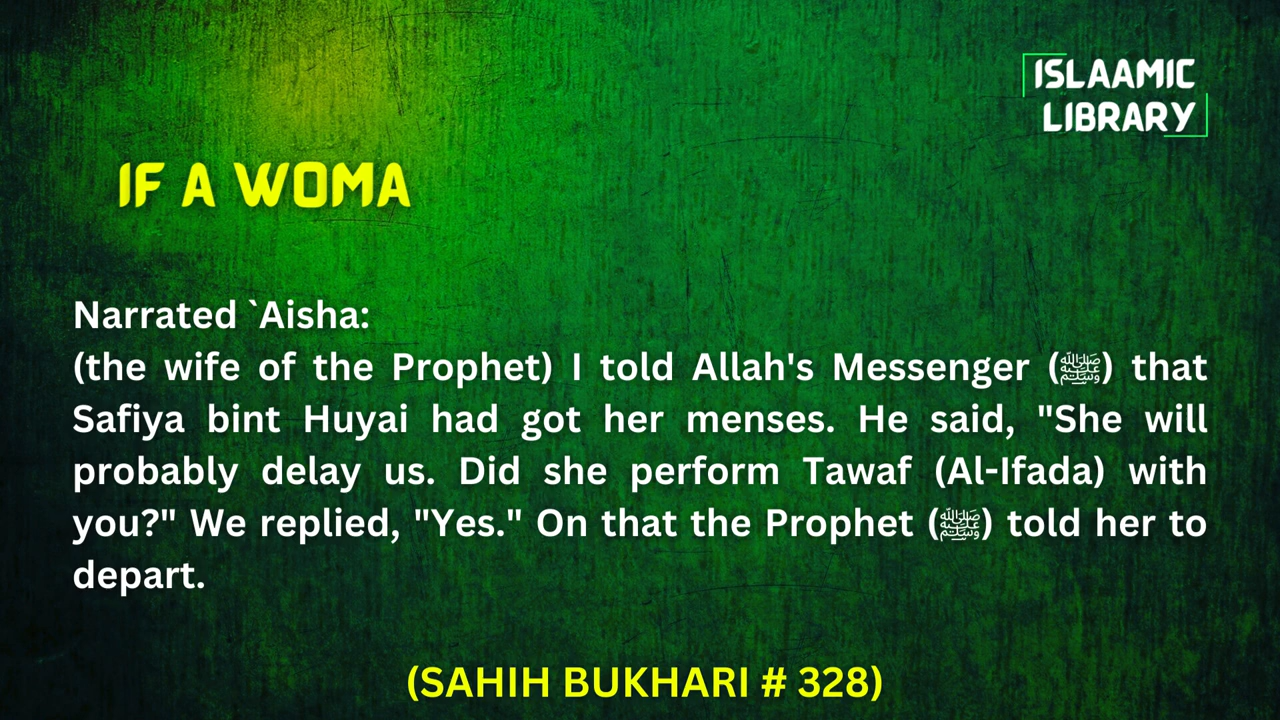 ISLAAMIC
LIBRARY
IF A WOMA
Narrated `Aisha:
(the wife of the Prophet) I told Allah's Messenger (ﷺ) that
Safiya bint Huyai had got her menses. He said, "She will
probably delay us. Did she perform Tawaf (Al-Ifada) with
you?" We replied, "Yes." On that the Prophet (ﷺ) told her to
depart.
(SAHIH BUKHARI # 328)